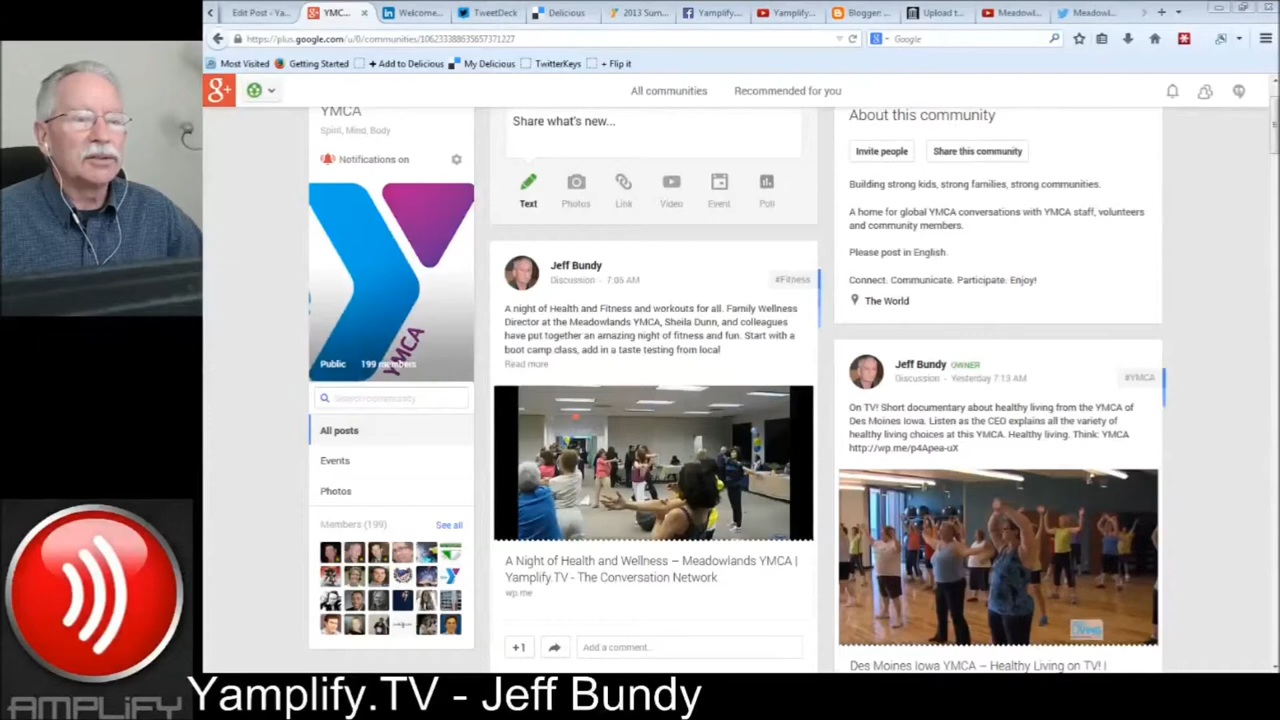 Edit Post - Ya...
YMC...
Welcome...
TweetDeck
Delicious
2013 Sum...
Yamplify....
Yamplify...
Blogger: ...
Upload t...
Meadowl...
Meadowl...
https://plus.google.com/u/0/communities/106233388635657371227
Google
Most Visited
Getting Started
+ Add to Delicious
My Delicious
TwitterKeys
+ Flip it
g+
All communities
Recommended for you
YMCA
Spirit, Mind, Body
Notifications on
YMCA
Public
199 members
Search community
All posts
Events
Photos
Members (199)
See all
Share what's new...
Text
Photos
Link
Video
Event
Poll
Jeff Bundy
Discussion - 7:05 AM
#Fitness
A night of Health and Fitness and workouts for all. Family Wellness
Director at the Meadowlands YMCA, Sheila Dunn, and colleagues
have put together an amazing night of fitness and fun. Start with a
boot camp class, add in a taste testing from local
Read more
A Night of Health and Wellness – Meadowlands YMCA |
Yamplify.TV - The Conversation Network
wp.me
+1
Add a comment...
About this community
Invite people
Share this community
Building strong kids, strong families, strong communities.
A home for global YMCA conversations with YMCA staff, volunteers
and community members.
Please post in English.
Connect. Communicate. Participate. Enjoy!
The World
Jeff Bundy OWNER
Discussion - Yesterday 7:13 AM
#YMCA
On TV! Short documentary about healthy living from the YMCA of
Des Moines Iowa. Listen as the CEO explains all the variety of
healthy living choices at this YMCA. Healthy living. Think: YMCA
http://wp.me/p4Apea-uX
LIVING
Des Moines Iowa YMCA – Healthy Living on TV! |
AMPLiFY
Yamplify.TV - Jeff Bundy